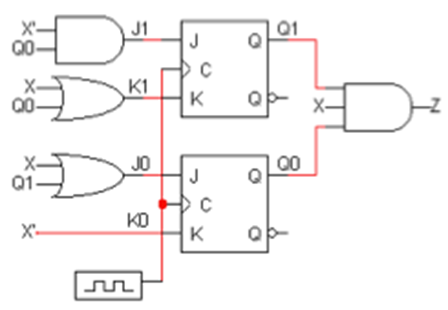 X' J1 Q1
Q0 J Q
C
X K1
Q0 K Q
X Z
X J0 Q0
Q1 J Q
C
K0
X' K Q